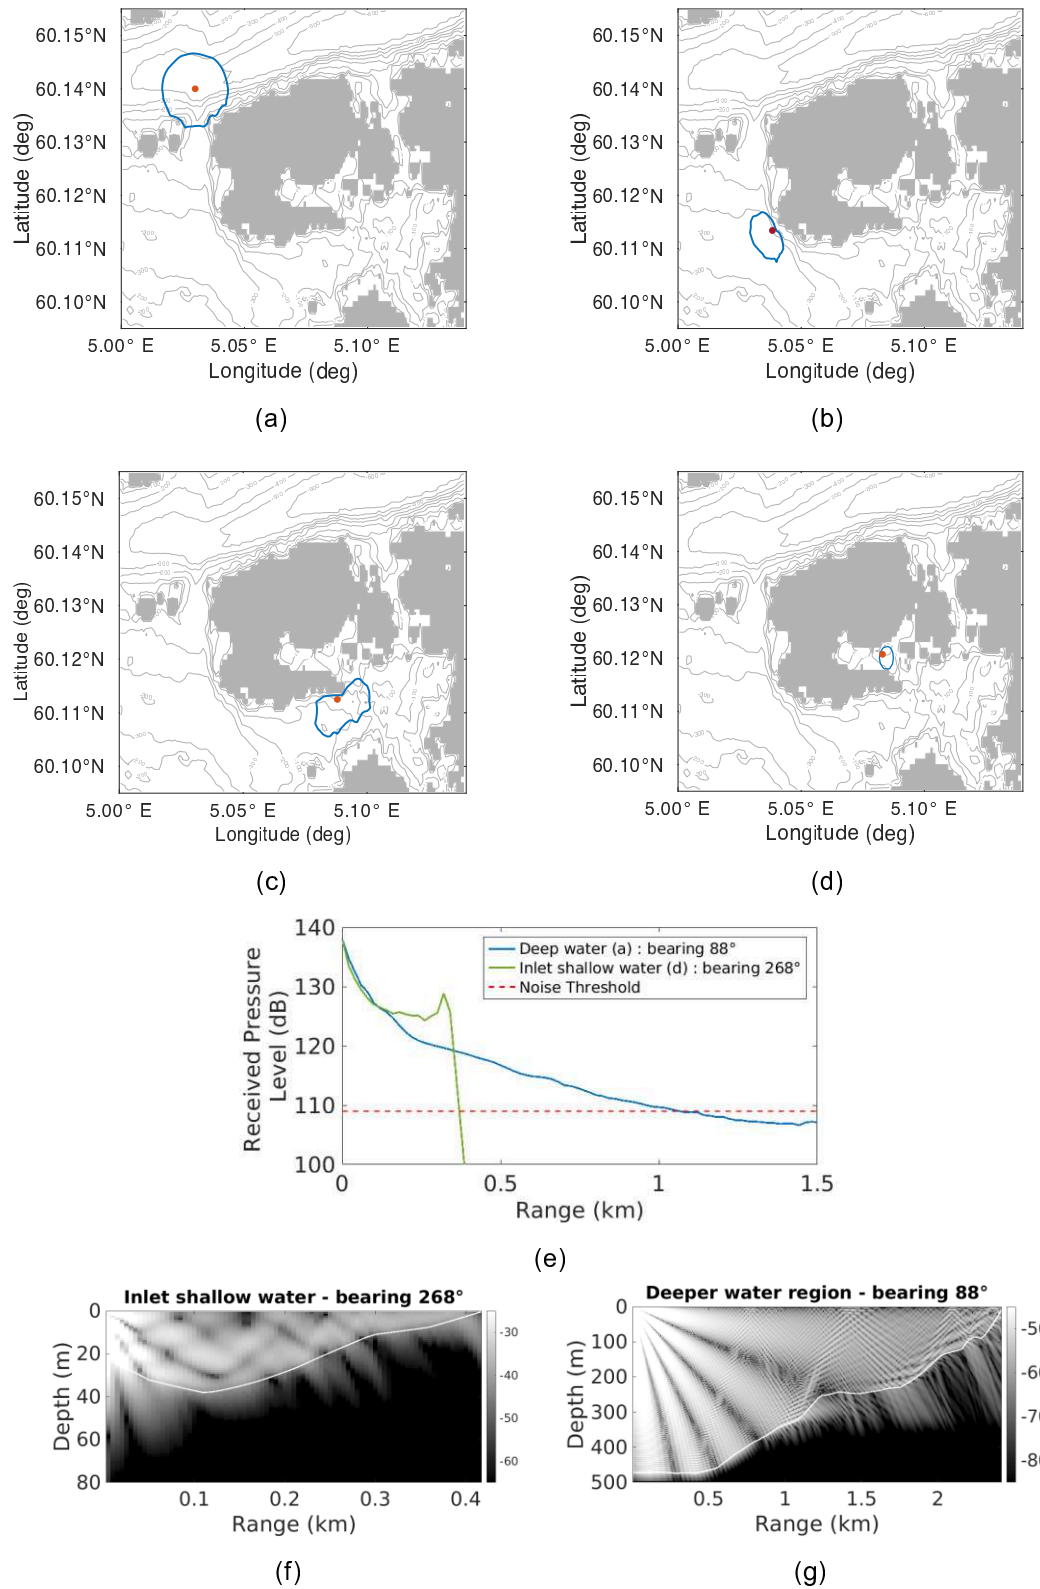 60.15°N
60.14°N
60.13°N
60.12°N
60.11°N
60.10°N
Latitude (deg)
5.00° E 5.05° E 5.10° E
Longitude (deg)
(a)
60.15°N
60.14°N
60.13°N
60.12°N
60.11°N
60.10°N
Latitude (deg)
5.00° E 5.05° E 5.10° E
Longitude (deg)
(b)
60.15°N
60.14°N
60.13°N
60.12°N
60.11°N
60.10°N
Latitude (deg)
5.00° E 5.05° E 5.10° E
Longitude (deg)
(c)
60.15°N
60.14°N
60.13°N
60.12°N
60.11°N
60.10°N
Latitude (deg)
5.00° E 5.05° E 5.10° E
Longitude (deg)
(d)
140
130
120
110
100
Received Pressure
Level (dB)
Deep water (a) : bearing 88°
Inlet shallow water (d) : bearing 268°
Noise Threshold
0 0.5 1 1.5
Range (km)
(e)
Inlet shallow water - bearing 268°
0
20
40
60
80
Depth (m)
0.1 0.2 0.3 0.4
Range (km)
-30
-40
-50
-60
(f)
Deeper water region - bearing 88°
0
100
200
300
400
500
Depth (m)
0.5 1 1.5 2
Range (km)
-50
-60
-70
-80
(g)